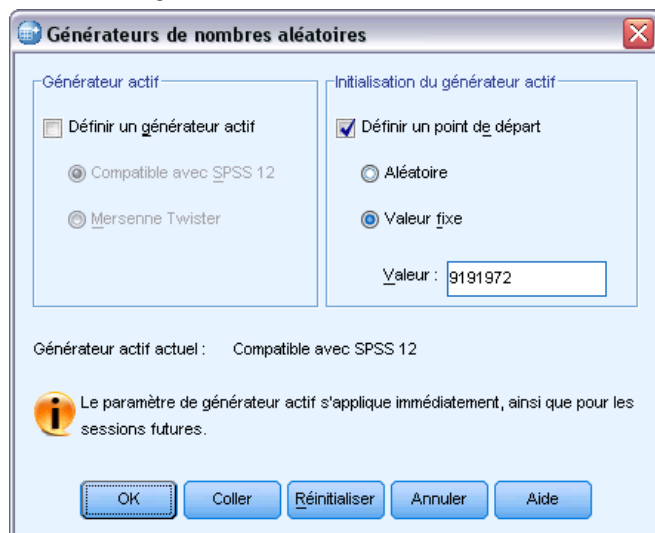 Générateurs de nombres aléatoires
Générateur actif
Définir un générateur actif
Compatible avec SPSS 12
Mersenne Twister
Initialisation du générateur actif
Définir un point de départ
Aléatoire
Valeur fixe
Valeur : 9191972
Générateur actif actuel : Compatible avec SPSS 12
Le paramètre de générateur actif s'applique immédiatement, ainsi que pour les
sessions futures.
OK Coller Réinitialiser Annuler Aide